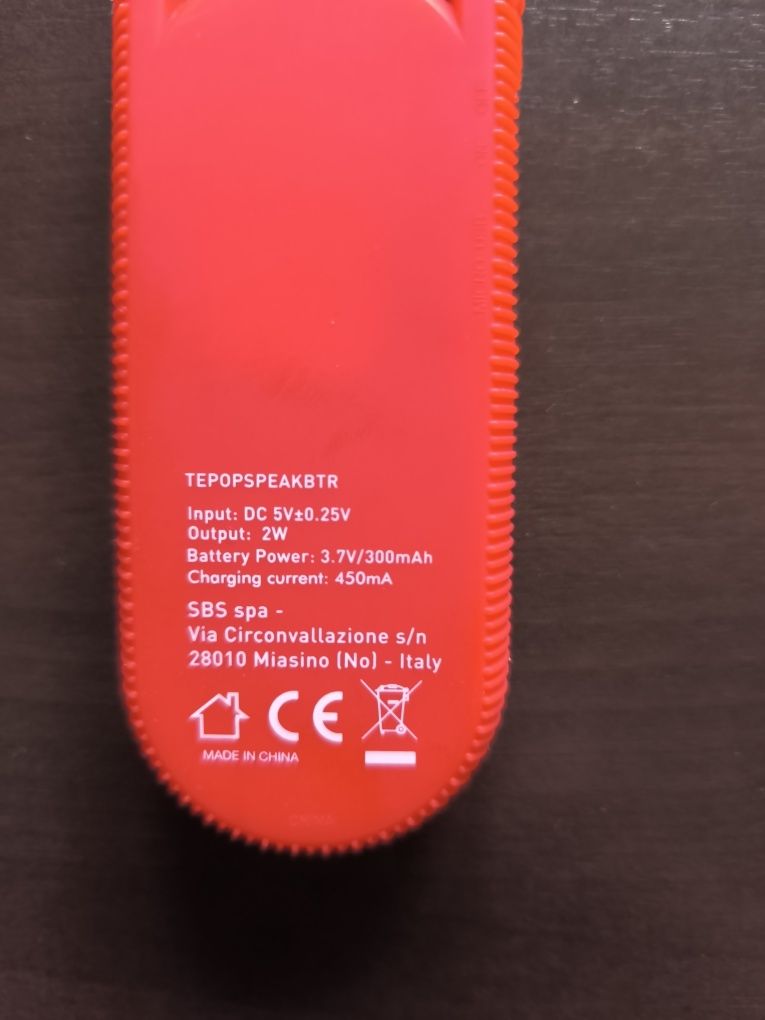 TEPOPSPEAKBTR
Input: DC 5V±0.25V
Output: 2W
Battery Power: 3.7V/300mAh
Charging current: 450mA
SBS spa -
Via Circonvallazione s/n
28010 Miasino (No) - Italy
CE
MADE IN CHINA